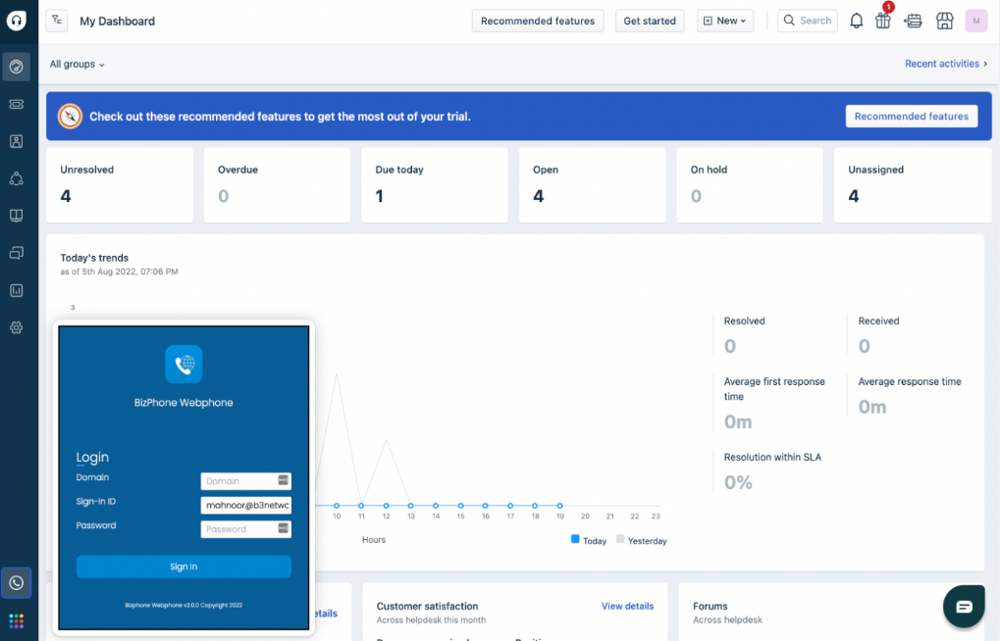 My Dashboard
Recommended features
Get started
New
Search
1
M
All groups
Recent activities
Check out these recommended features to get the most out of your trial.
Recommended features
Unresolved
4
Overdue
0
Due today
1
Open
4
On hold
0
Unassigned
4
Today's trends
as of 5th Aug 2022, 07:06 PM
3
10 11 12 13 14 15 16 17 18 19 20 21 22 23
Hours
Today
Yesterday
Resolved
0
Received
0
Average first response
time
0m
Average response time
0m
Resolution within SLA
0%
BizPhone Webphone
Login
Domain
Domain
Sign-In ID
mahnoor@b3netwo
Password
Password
Sign In
Bizphone Webphone v3.0.0 Copyright 2022
etails
Customer satisfaction
View details
Across helpdesk this month
Forums
Across helpdesk